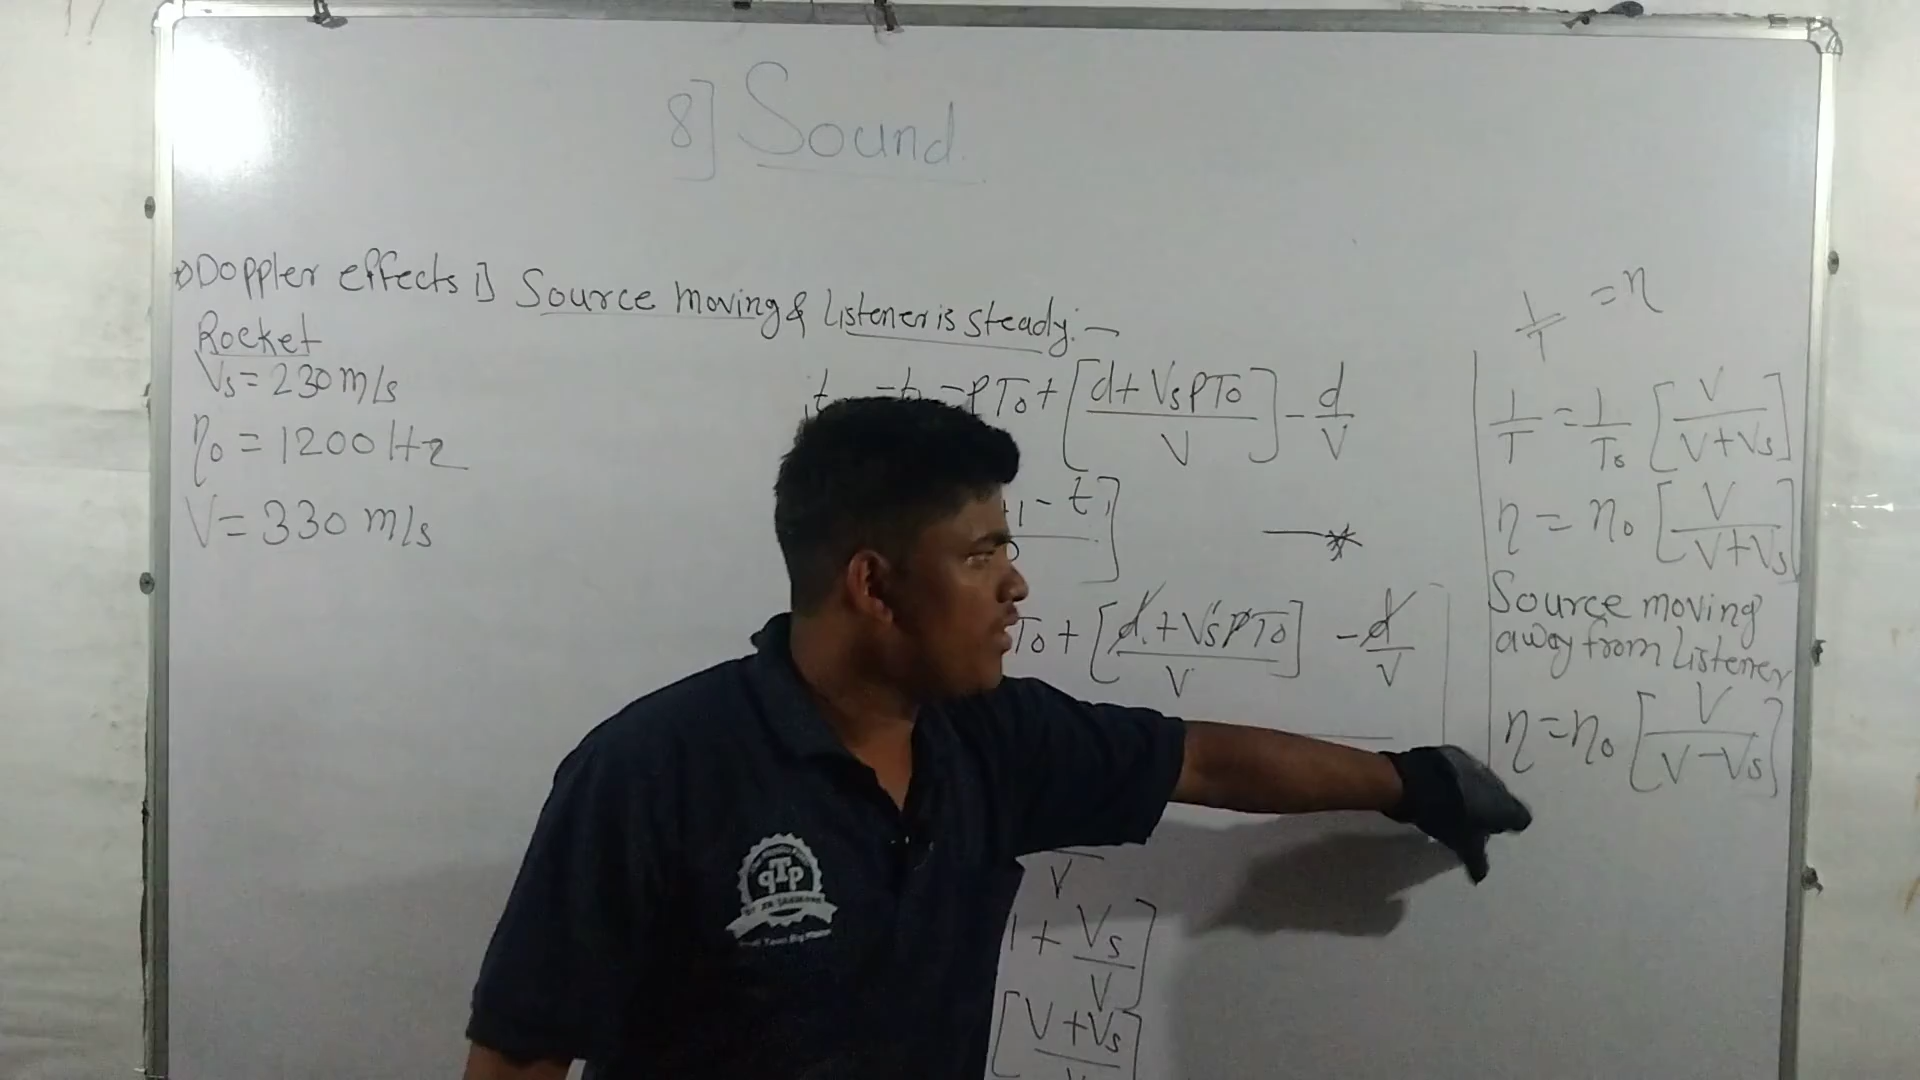 8] Sound
Doppler effects 1] Source moving & Listener is steady:-
Rocket
Vs = 230 m/s
n₀ = 1200 Hz
V = 330 m/s
PT₀ + [d + VsPT₀ / V] - d/V
- t₁]
T₀ + [d + VsPT₀ / V] - d/V
V
1 + Vs/V]
[V + Vs
1/T = n
1/T = 1/T₀ [V / V + Vs]
n = n₀ [V / V + Vs]
Source moving
away from Listener
n = n₀ [V / V - Vs]
qTp